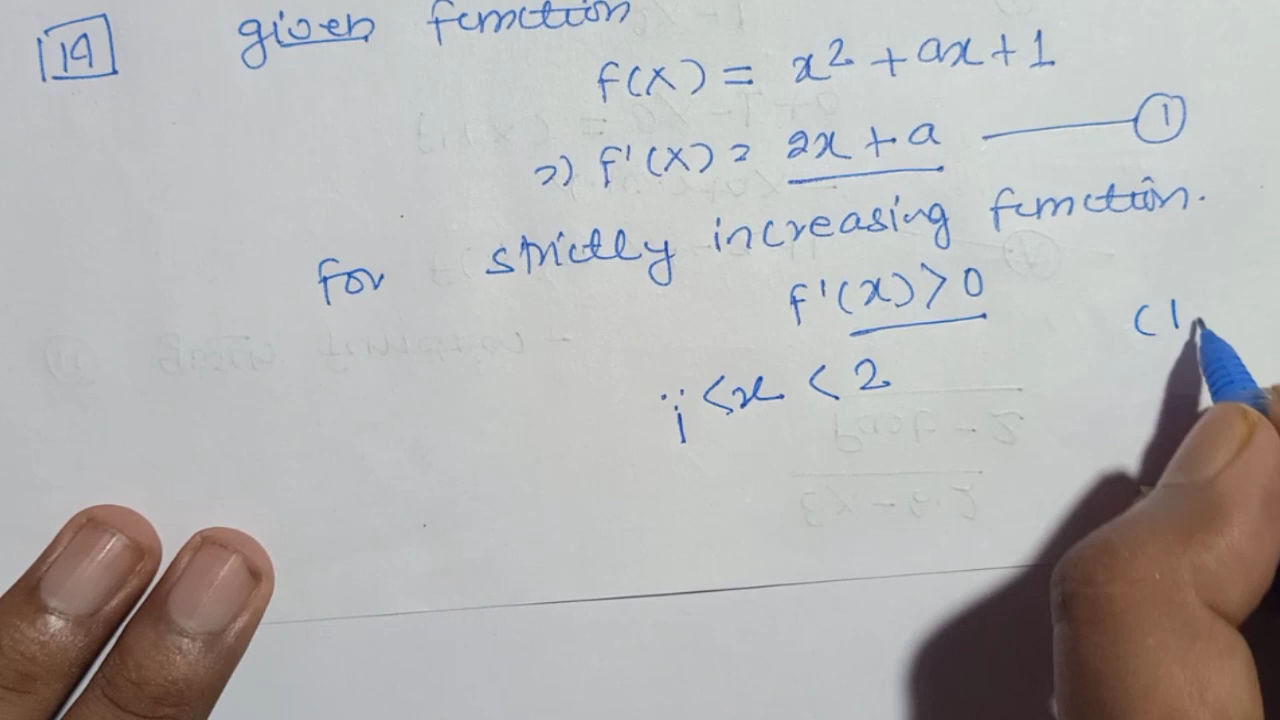 14 given function
f(x) = x² + ax + 1
=) f'(x) = 2x + a ①
For strictly increasing function.
f'(x) > 0 (1
∵ 1 < x < 2